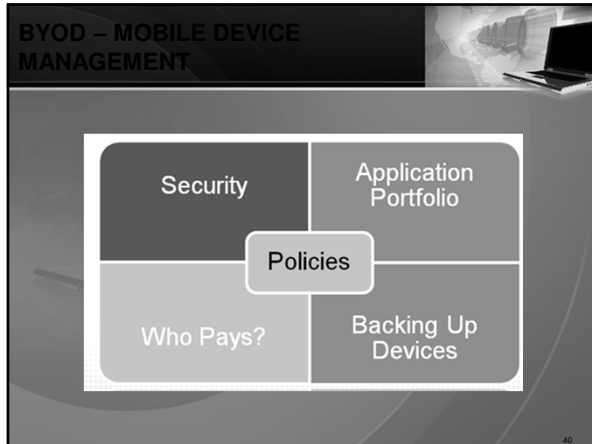 BYOD – MOBILE DEVICE
MANAGEMENT
Security
Application
Portfolio
Policies
Who Pays?
Backing Up
Devices
40